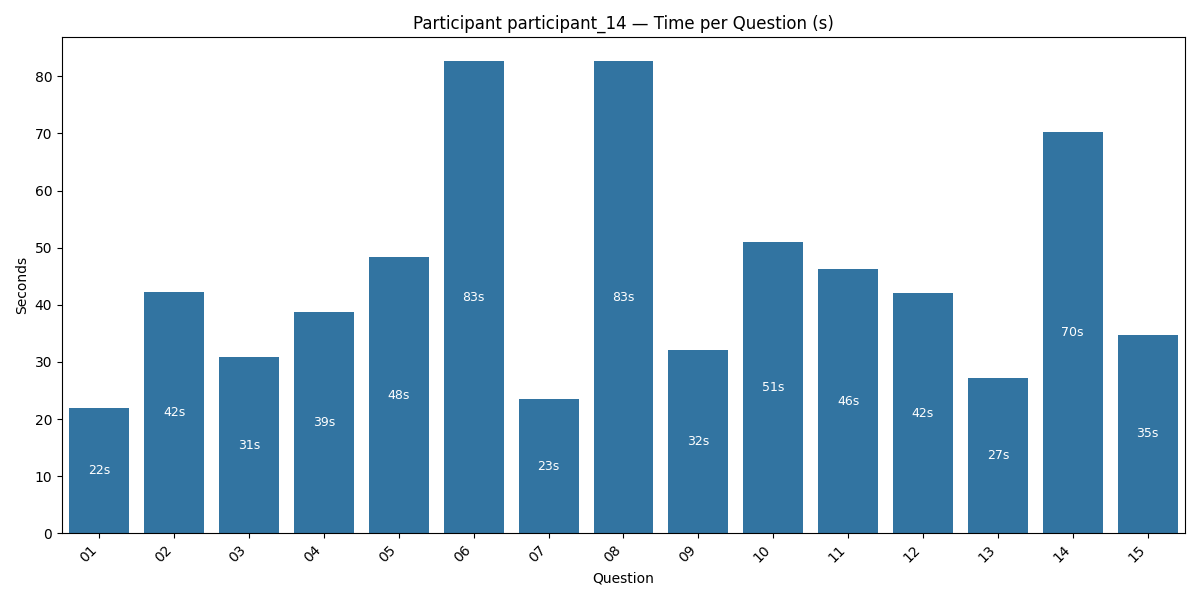 Participant participant_14 — Time per Question (s)
Seconds
80
70
60
50
40
30
20
10
0
22s
42s
31s
39s
48s
83s
23s
83s
32s
51s
46s
42s
27s
70s
35s
01
02
03
04
05
06
07
08
09
10
11
12
13
14
15
Question